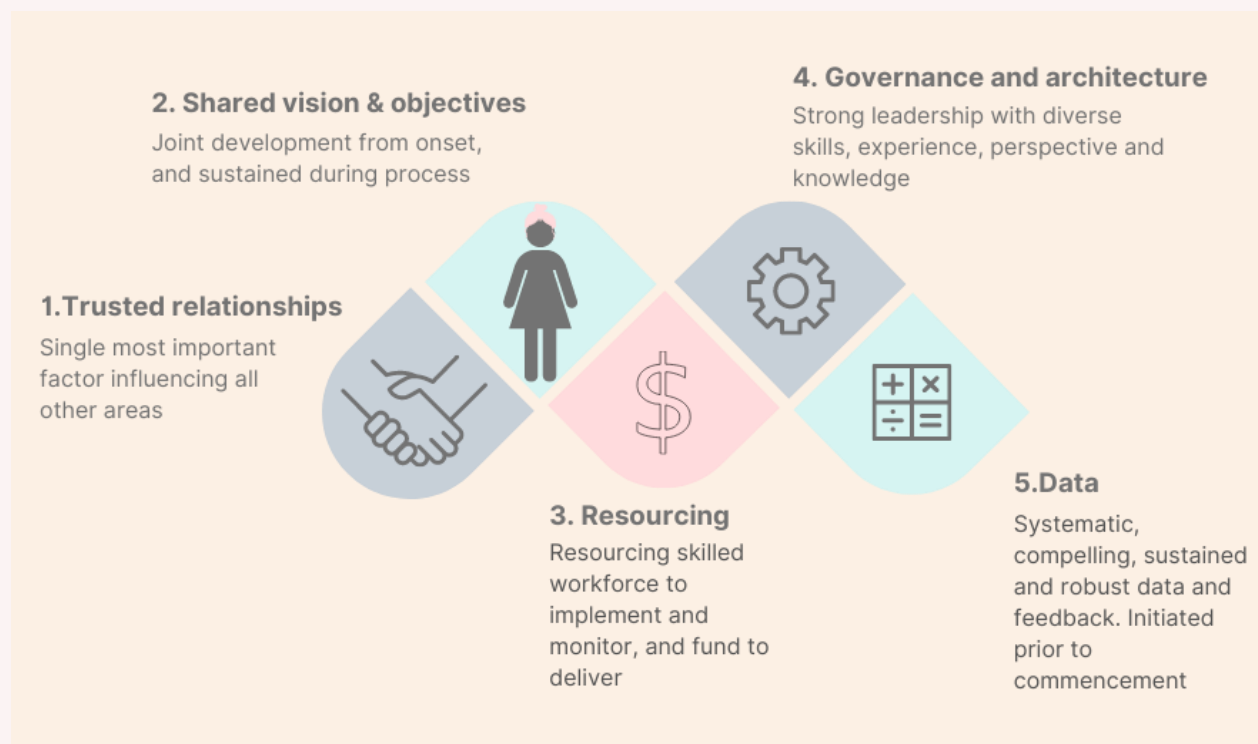 1.Trusted relationships
Single most important
factor influencing all
other areas
2. Shared vision & objectives
Joint development from onset,
and sustained during process
3. Resourcing
Resourcing skilled
workforce to
implement and
monitor, and fund to
deliver
4. Governance and architecture
Strong leadership with diverse
skills, experience, perspective and
knowledge
5.Data
Systematic,
compelling, sustained
and robust data and
feedback. Initiated
prior to
commencement